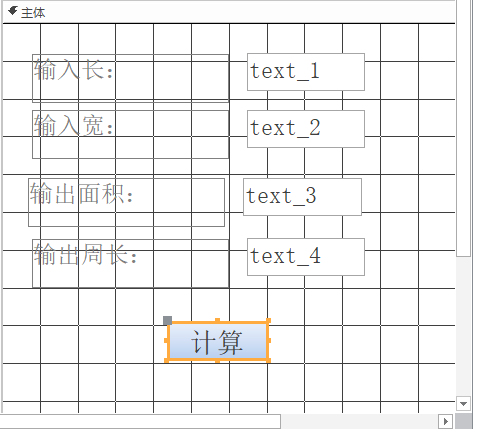 主体
输入长：
text_1
输入宽：
text_2
输出面积：
text_3
输出周长：
text_4
计算